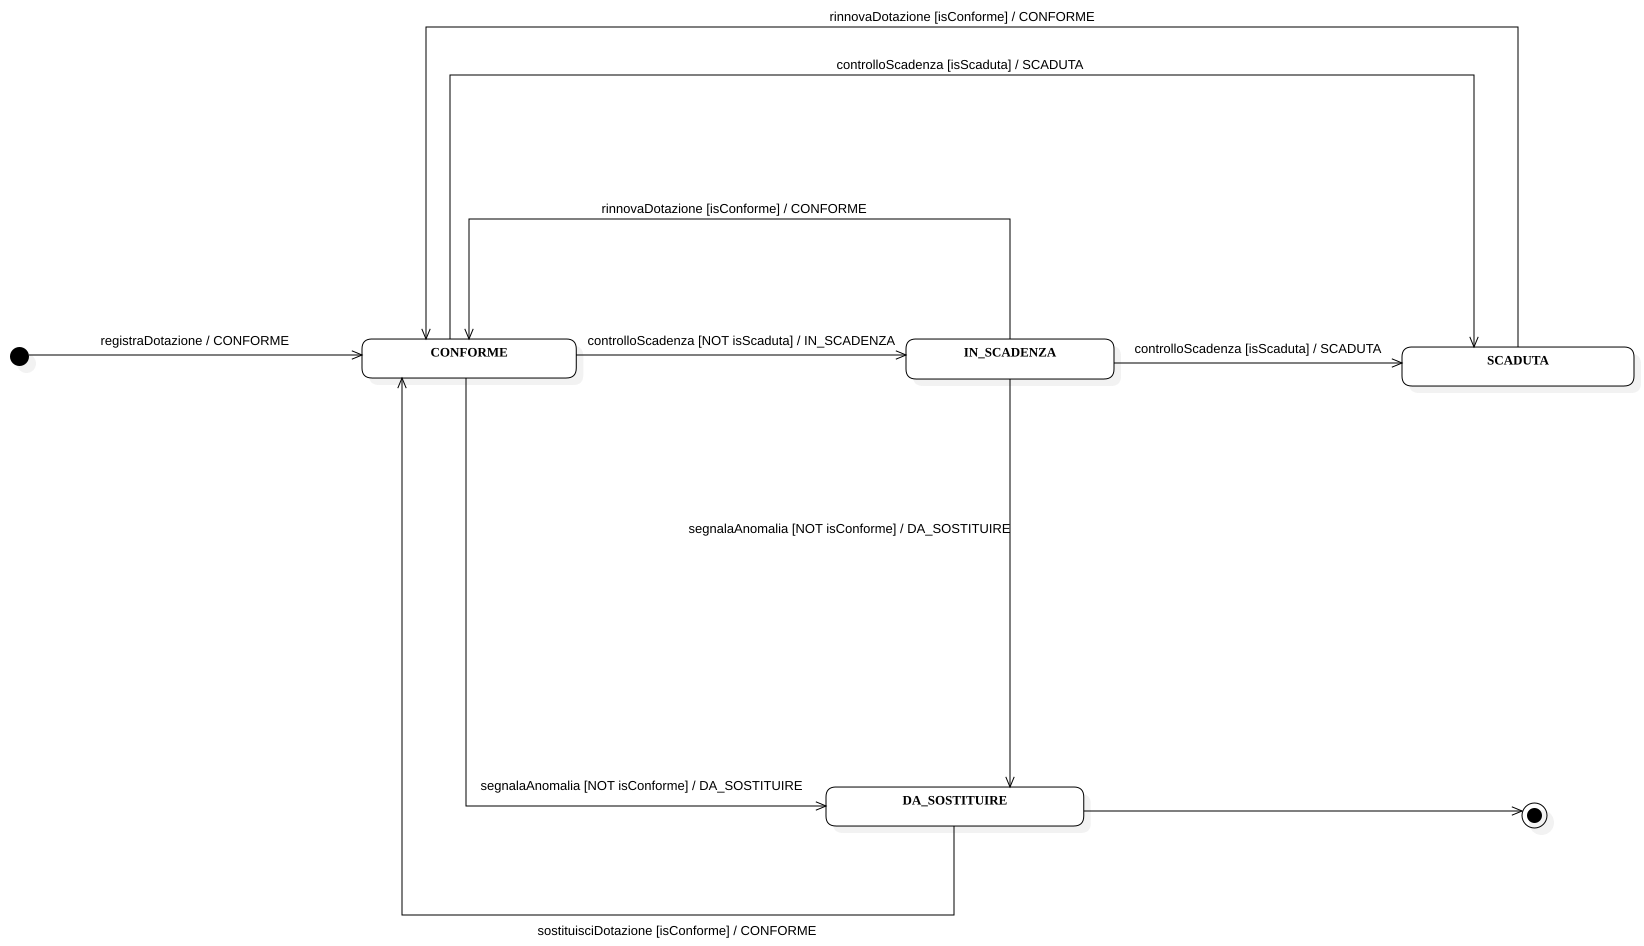 rinnovaDotazione [isConforme] / CONFORME
controlloScadenza [isScaduta] / SCADUTA
rinnovaDotazione [isConforme] / CONFORME
registraDotazione / CONFORME
CONFORME
controlloScadenza [NOT isScaduta] / IN_SCADENZA
IN_SCADENZA
controlloScadenza [isScaduta] / SCADUTA
SCADUTA
segnalaAnomalia [NOT isConforme] / DA_SOSTITUIRE
segnalaAnomalia [NOT isConforme] / DA_SOSTITUIRE
DA_SOSTITUIRE
sostituisciDotazione [isConforme] / CONFORME